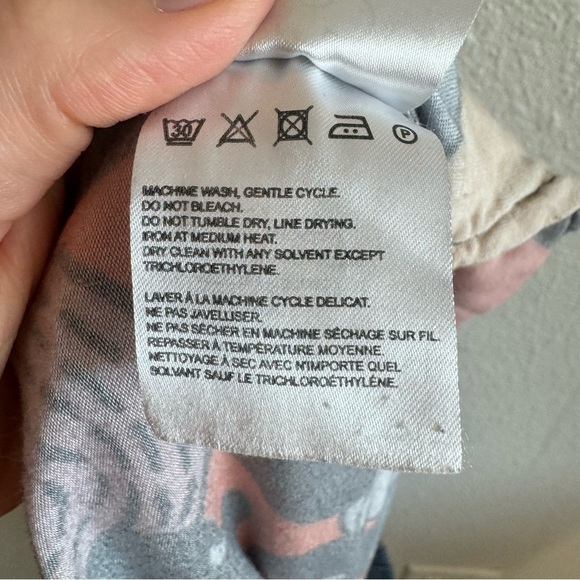 30
P
MACHINE WASH, GENTLE CYCLE.
DO NOT BLEACH.
DO NOT TUMBLE DRY, LINE DRYING.
IRON AT MEDIUM HEAT.
DRY CLEAN WITH ANY SOLVENT EXCEPT
TRICHLOROETHYLENE.
LAVER À LA MACHINE CYCLE DELICAT.
NE PAS JAVELLISER.
NE PAS SÉCHER EN MACHINE SÉCHAGE SUR FIL.
REPASSER À TEMPÉRATURE MOYENNE.
NETTOYAGE À SEC AVEC N'IMPORTE QUEL
SOLVANT SAUF LE TRICHLOROÉTHYLÈNE.